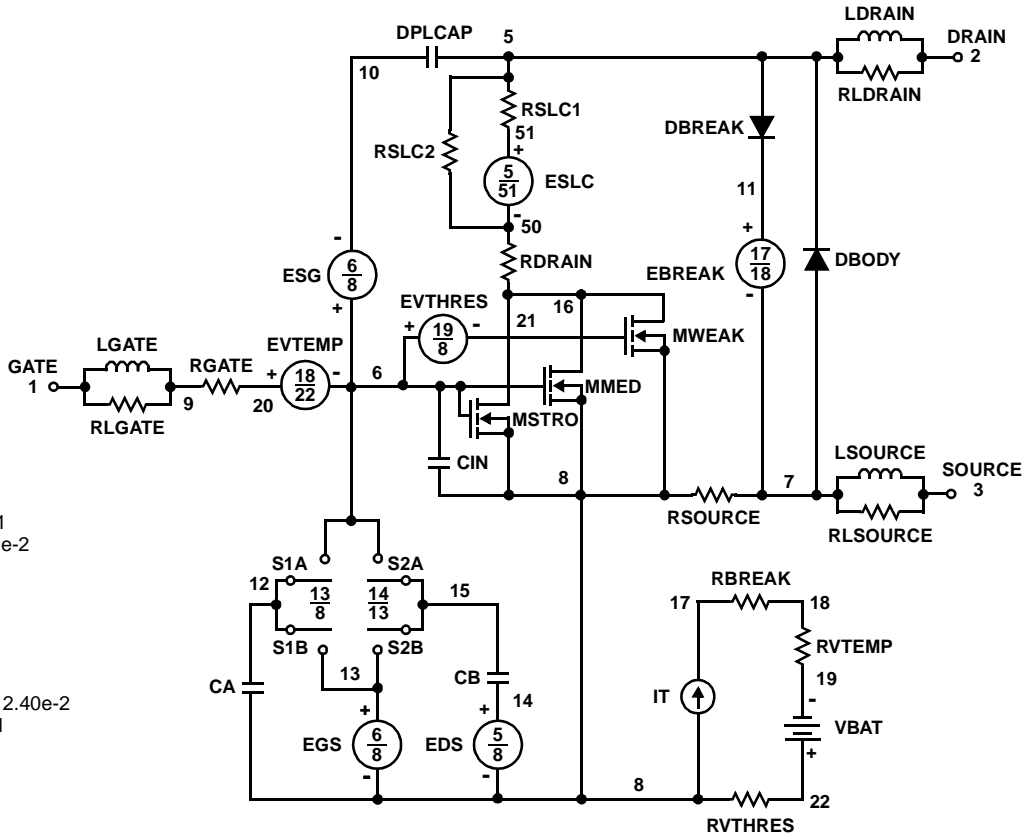 LDRAIN
DPLCAP 5 DRAIN
2
10
RLDRAIN
RSLC1
DBREAK
51
+
RSLC2
5
51
ESLC
11
-
50
+
-
RDRAIN
17
18
DBODY
6
8
EBREAK
ESG
EVTHRES
-
16
+
+ 19
8
- 21
MWEAK
LGATE EVTEMP
GATE
1
RGATE
+ 18
22
- 6
MMED
9 20
RLGATE
MSTRO
LSOURCE
CIN
SOURCE
3
8 7
RSOURCE
RLSOURCE
e-2
S1A S2A
12
RBREAK
13
8
14
13
15
17 18
S1B S2B
RVTEMP
13
19
CA CB
-
2.40e-2
14
IT
VBAT
+ +
EGS
6
8
EDS
5
8
+
- -
8
22
RVTHRES